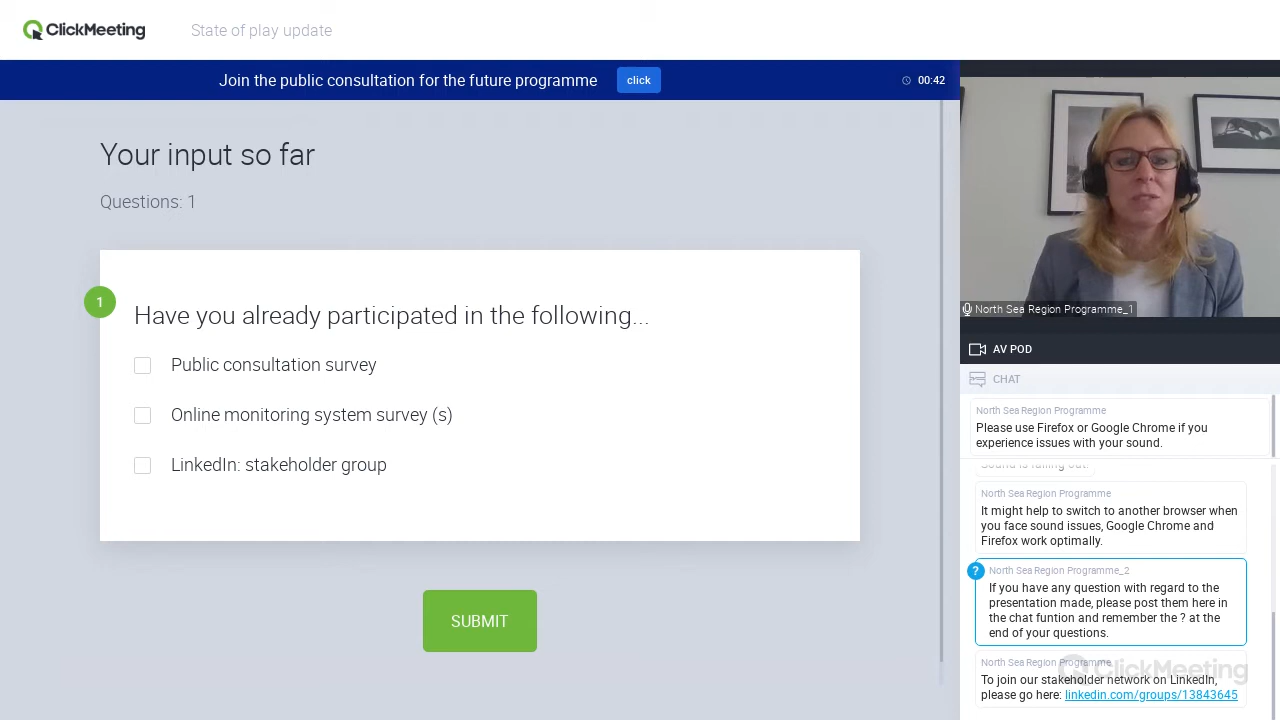 ClickMeeting
State of play update
Join the public consultation for the future programme
click
00:42
Your input so far
Questions: 1
1
Have you already participated in the following...
Public consultation survey
Online monitoring system survey (s)
LinkedIn: stakeholder group
SUBMIT
North Sea Region Programme_1
AV POD
CHAT
North Sea Region Programme
Please use Firefox or Google Chrome if you
experience issues with your sound.
Sound is falling out.
North Sea Region Programme
It might help to switch to another browser when
you face sound issues, Google Chrome and
Firefox work optimally.
?
North Sea Region Programme_2
If you have any question with regard to the
presentation made, please post them here in
the chat funtion and remember the ? at the
end of your questions.
North Sea Region Programme
To join our stakeholder network on LinkedIn,
please go here: linkedin.com/groups/13843645
ClickMeeting